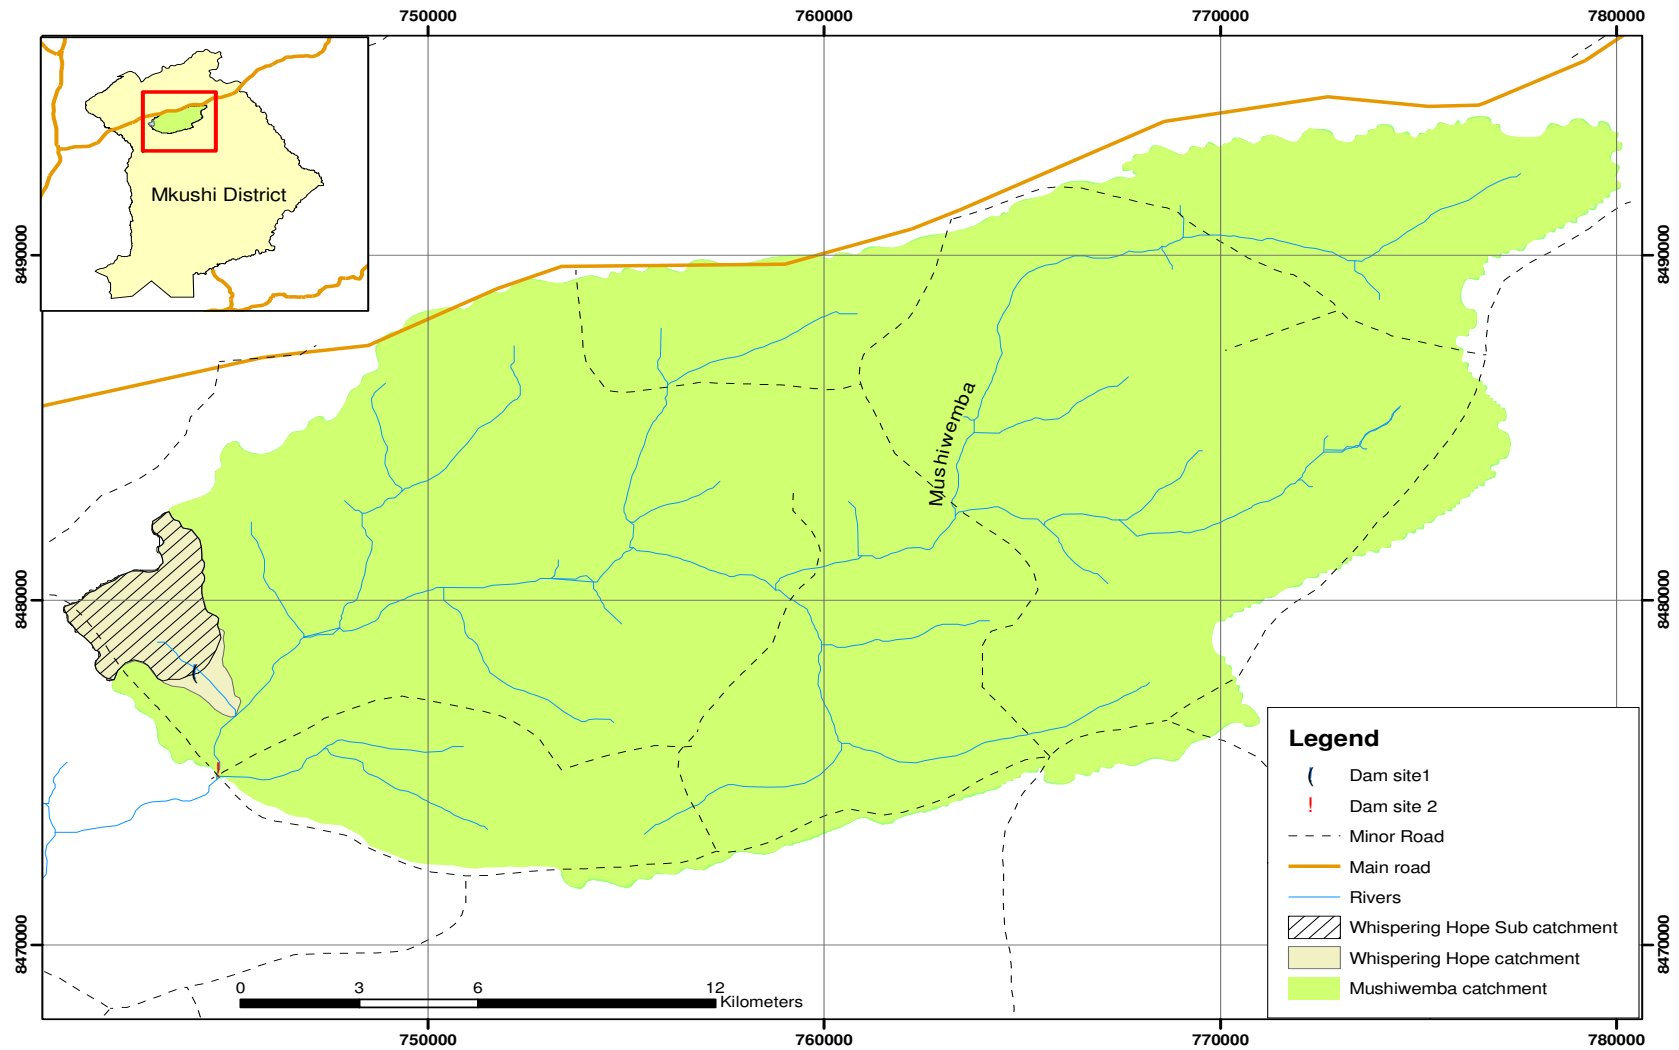 750000
760000
770000
780000
Mkushi District
8490000
8490000
Mushiwemba
8480000
8480000
Legend
Dam site1
Dam site 2
Minor Road
Main road
Rivers
Whispering Hope Sub catchment
Whispering Hope catchment
Mushiwemba catchment
8470000
8470000
0 3 6 12
Kilometers
750000
760000
770000
780000